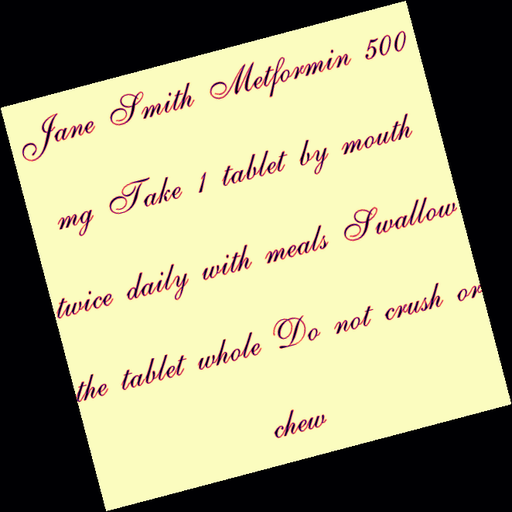 Jane Smith Metformin 500
mg Take 1 tablet by mouth
twice daily with meals Swallow
the tablet whole Do not crush or
chew